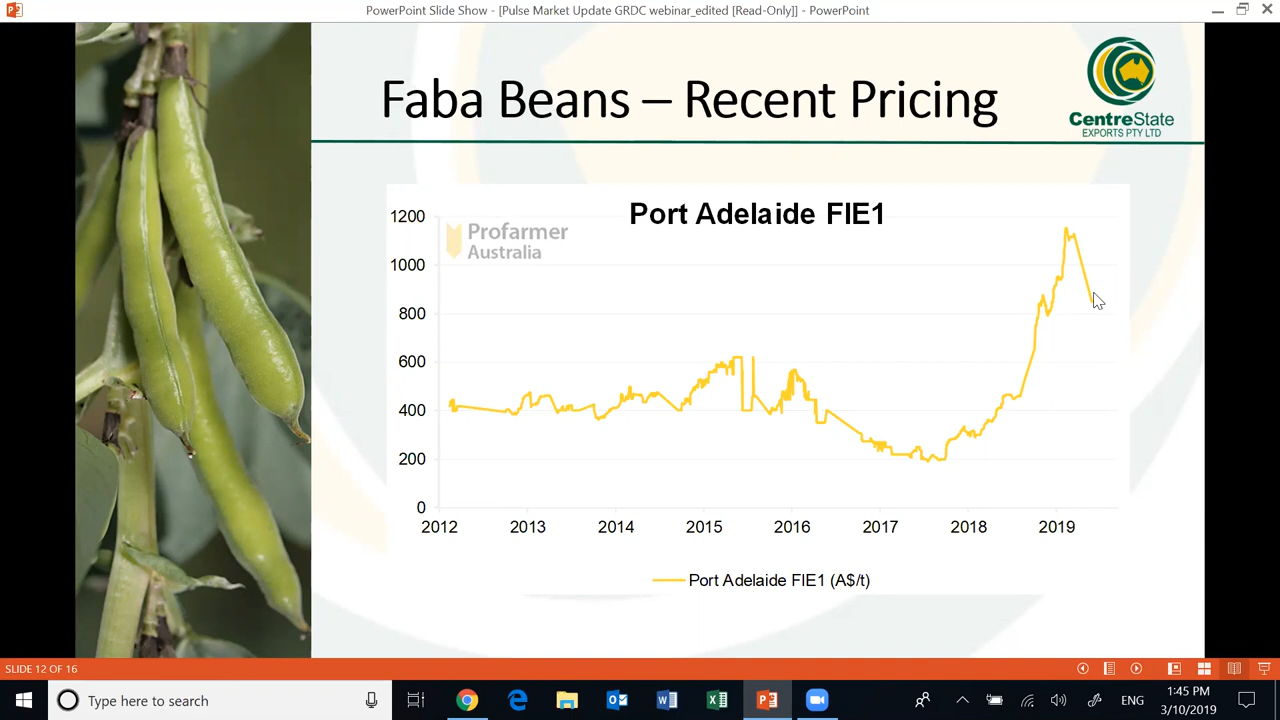 PowerPoint Slide Show - [Pulse Market Update GRDC webinar_edited [Read-Only]] - PowerPoint
Faba Beans – Recent Pricing
CentreState
EXPORTS PTY LTD
Port Adelaide FIE1
Profarmer
Australia
1200
1000
800
600
400
200
0
2012 2013 2014 2015 2016 2017 2018 2019
Port Adelaide FIE1 (A$/t)
SLIDE 12 OF 16
Type here to search
ENG
1:45 PM
3/10/2019